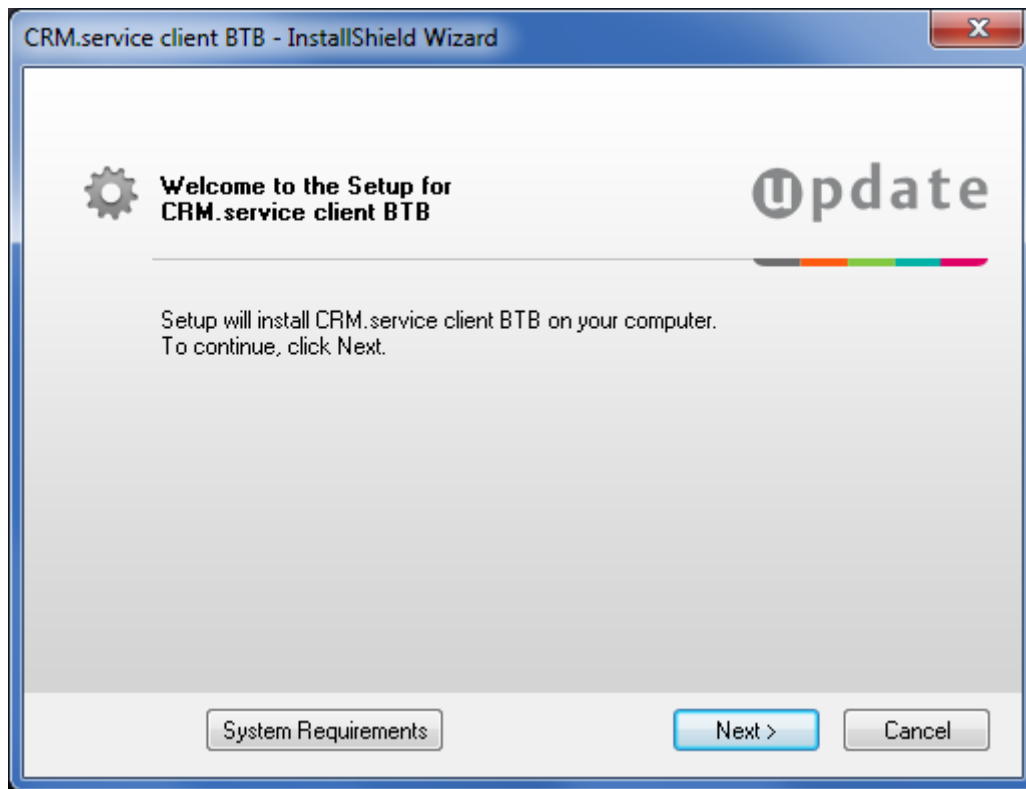 CRM.service client BTB - InstallShield Wizard
Welcome to the Setup for
CRM.service client BTB
update
Setup will install CRM.service client BTB on your computer.
To continue, click Next.
System Requirements
Next >
Cancel